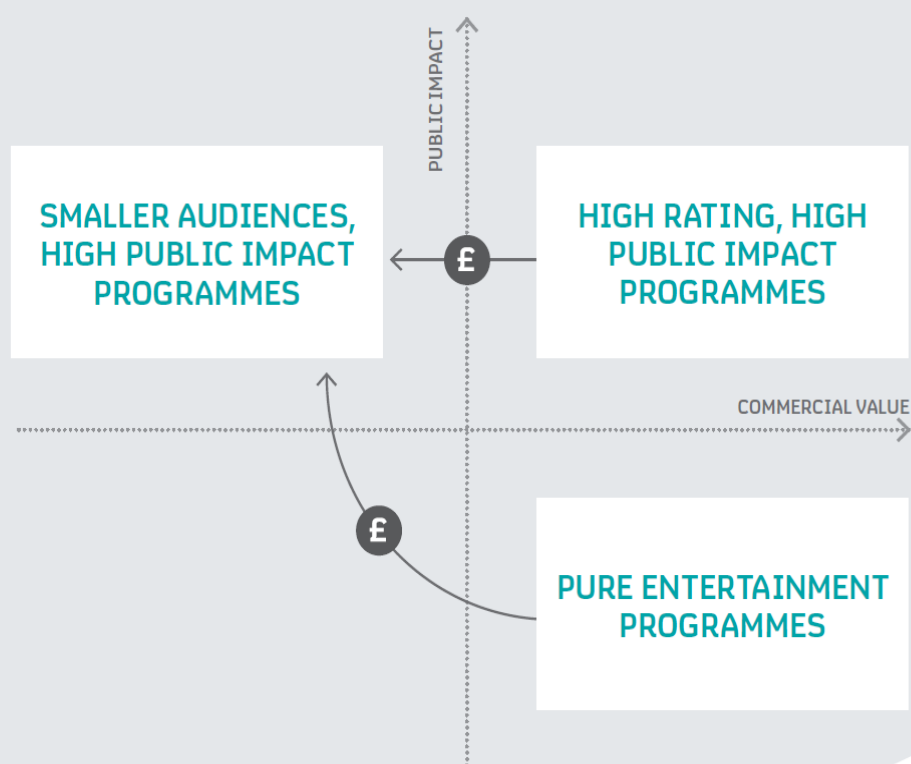 PUBLIC IMPACT
SMALLER AUDIENCES,
HIGH PUBLIC IMPACT
PROGRAMMES
£
HIGH RATING, HIGH
PUBLIC IMPACT
PROGRAMMES
COMMERCIAL VALUE
£
PURE ENTERTAINMENT
PROGRAMMES